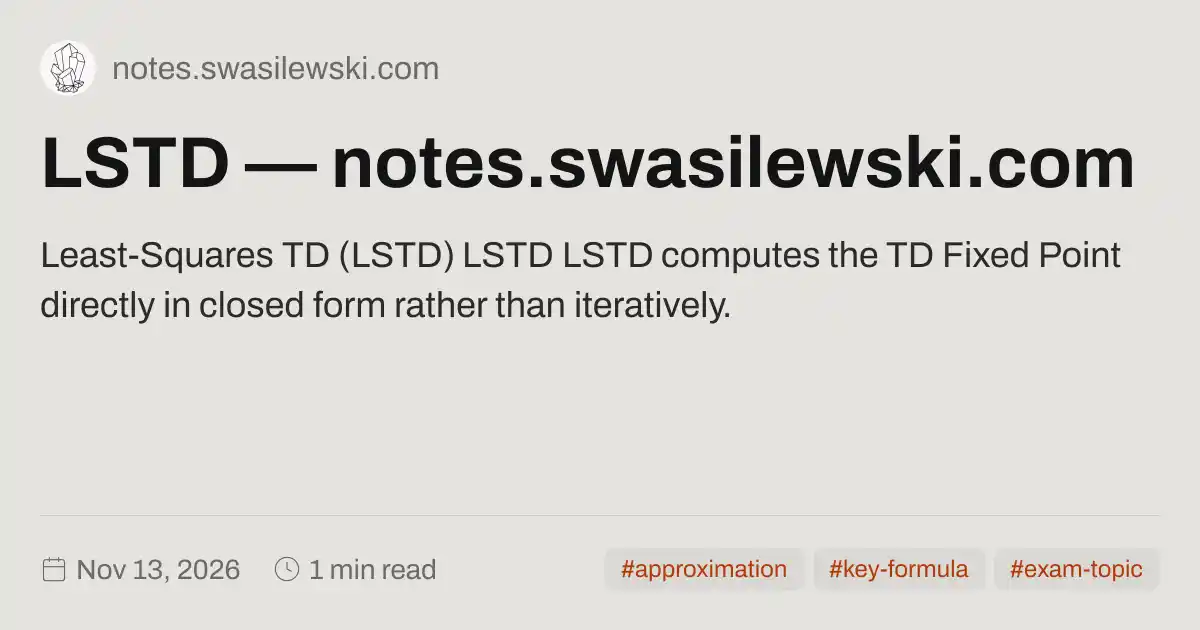 notes.swasilewski.com
LSTD — notes.swasilewski.com
Least-Squares TD (LSTD) LSTD LSTD computes the TD Fixed Point
directly in closed form rather than iteratively.
Nov 13, 2026 1 min read #approximation #key-formula #exam-topic